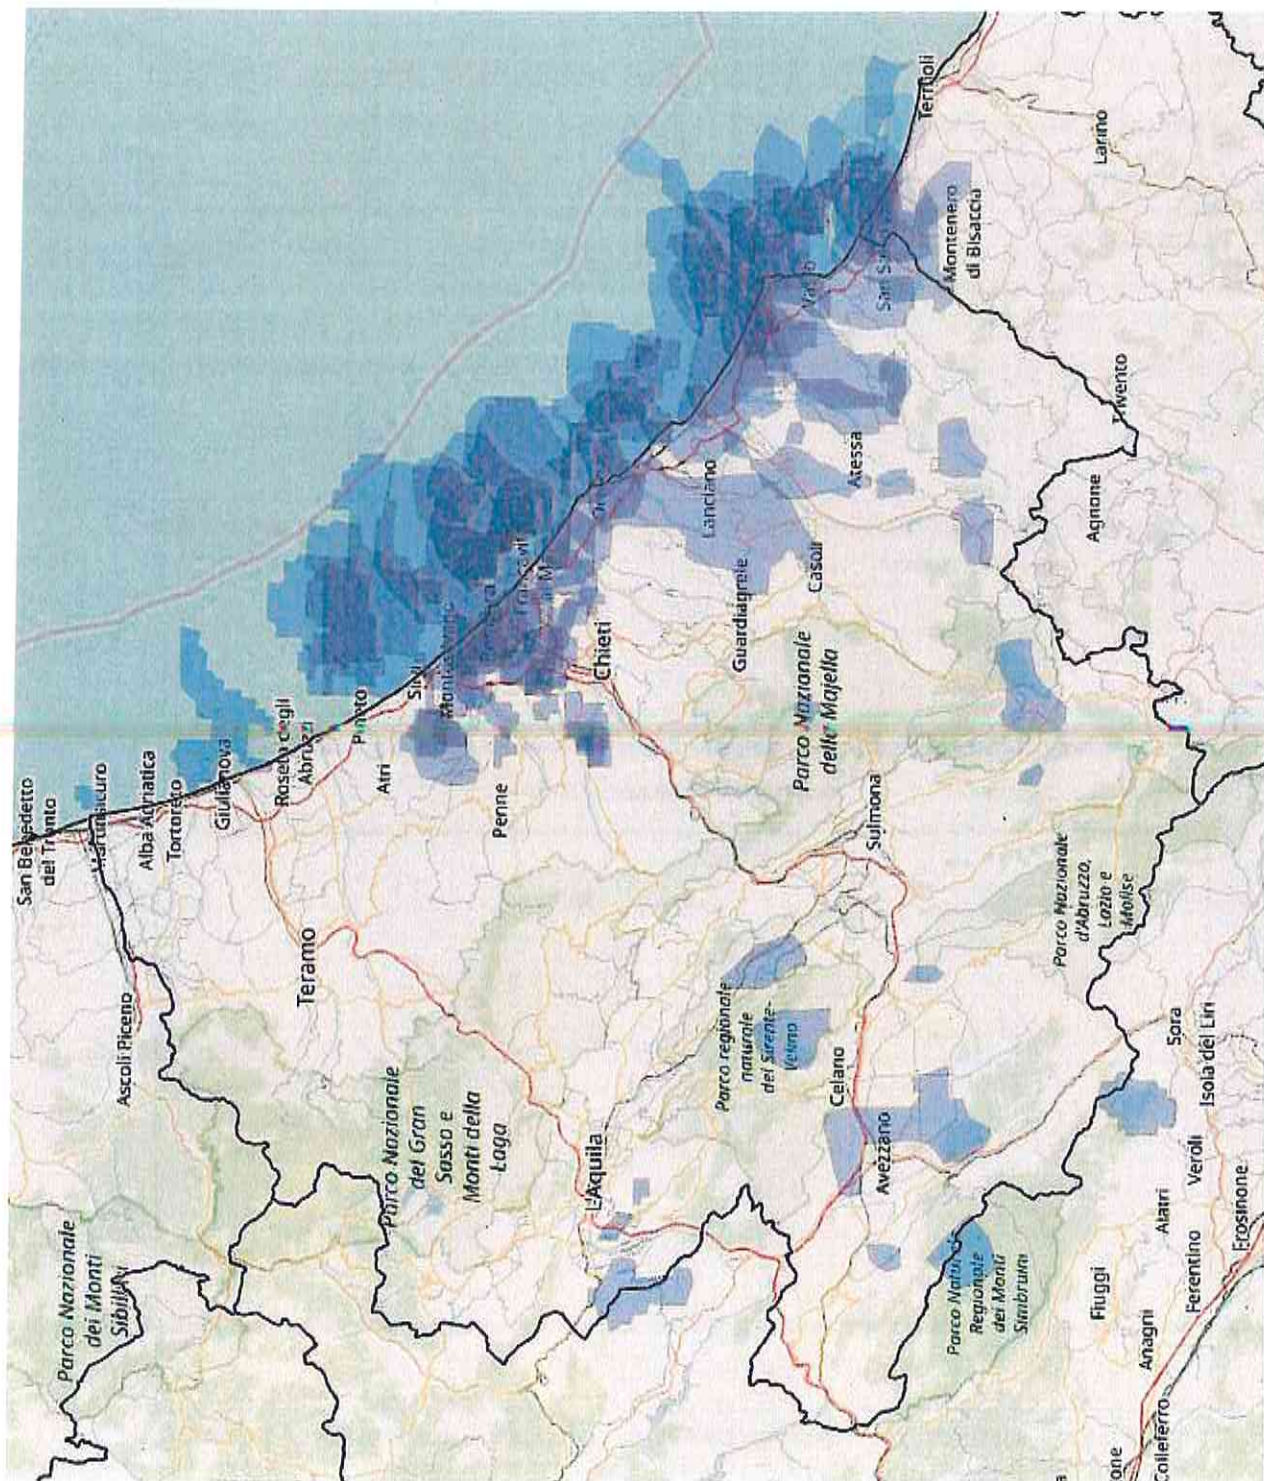 San Benedetto
del Tronto
Alba Adriatica
Tortoreto
Giulianova
Roseto degli
Abruzzi
Pineto
Silvi
Atri
Penne
Ascoli Piceno
Teramo
Parco Nazionale
dei Monti
Sibillini
Parco Nazionale
del Gran
Sasso e
Monti della
Laga
L'Aquila
Chieti
Guardiagrele
Lanciano
Casoli
Atessa
San
Vasto
Montenero
di Bisaccia
Termoli
Larino
Trivento
Agnone
Parco Nazionale
della Majella
Sulmona
Parco regionale
naturale
del Sirente-
Velino
Celano
Avezzano
Parco Nazionale
d'Abruzzo,
Lazio e
Molise
Sora
Isola del Liri
Veroli
Alatri
Frosinone
Ferentino
Fiuggi
Anagni
Colleferro
one
Parco Naturale
Regionale
dei Monti
Simbruini